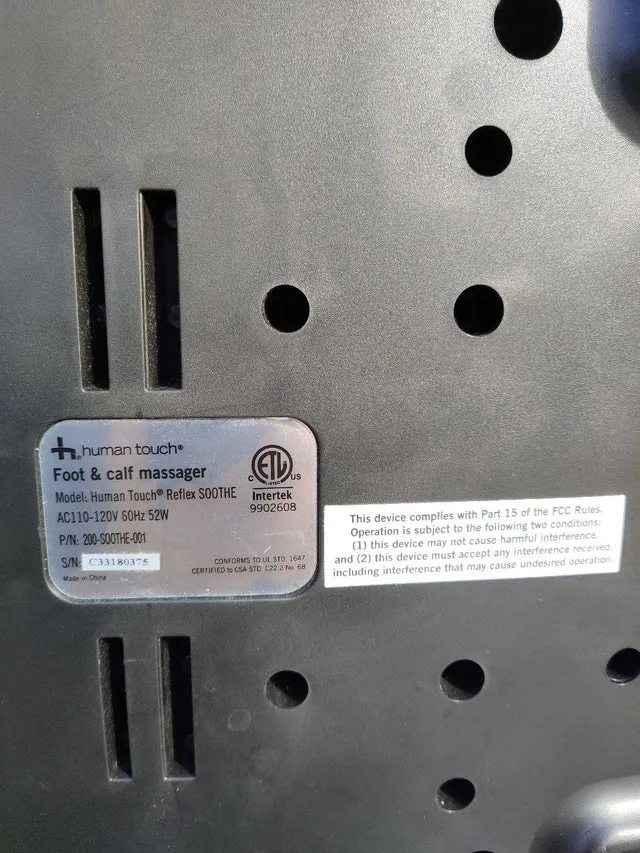 human touch®
Foot & calf massager
Model: Human Touch® Reflex SOOTHE
AC110-120V 60Hz 52W
P/N: 200-SOOTHE-001
S/N: C33180375
Made in China
ETL
LISTED
C US
Intertek
9902608
CONFORMS TO UL STD. 1647
CERTIFIED to CSA STD. C22.2 No. 68
This device complies with Part 15 of the FCC Rules.
Operation is subject to the following two conditions:
(1) this device may not cause harmful interference,
and (2) this device must accept any interference received,
including interference that may cause undesired operation.